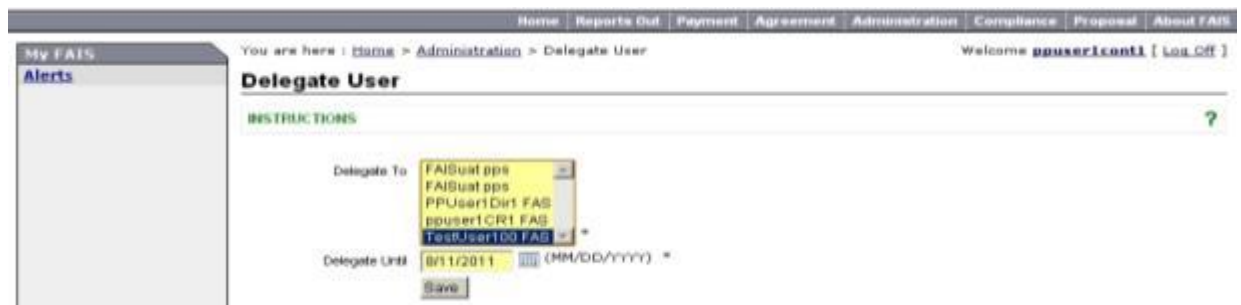 Home Reports Out Payment Agreement Administration Compliance Proposal About FAIS
My FAIS
Alerts
You are here : Home > Administration > Delegate User
Welcome ppuser1cont1 [ Log Off ]
Delegate User
INSTRUCTIONS ?
Delegate To
FAISuat pps
FAISuat pps
PPUser1Dir1 FAS
ppuser1CR1 FAS
TestUser100 FAS *
Delegate Until 8/11/2011 (MM/DD/YYYY) *
Save